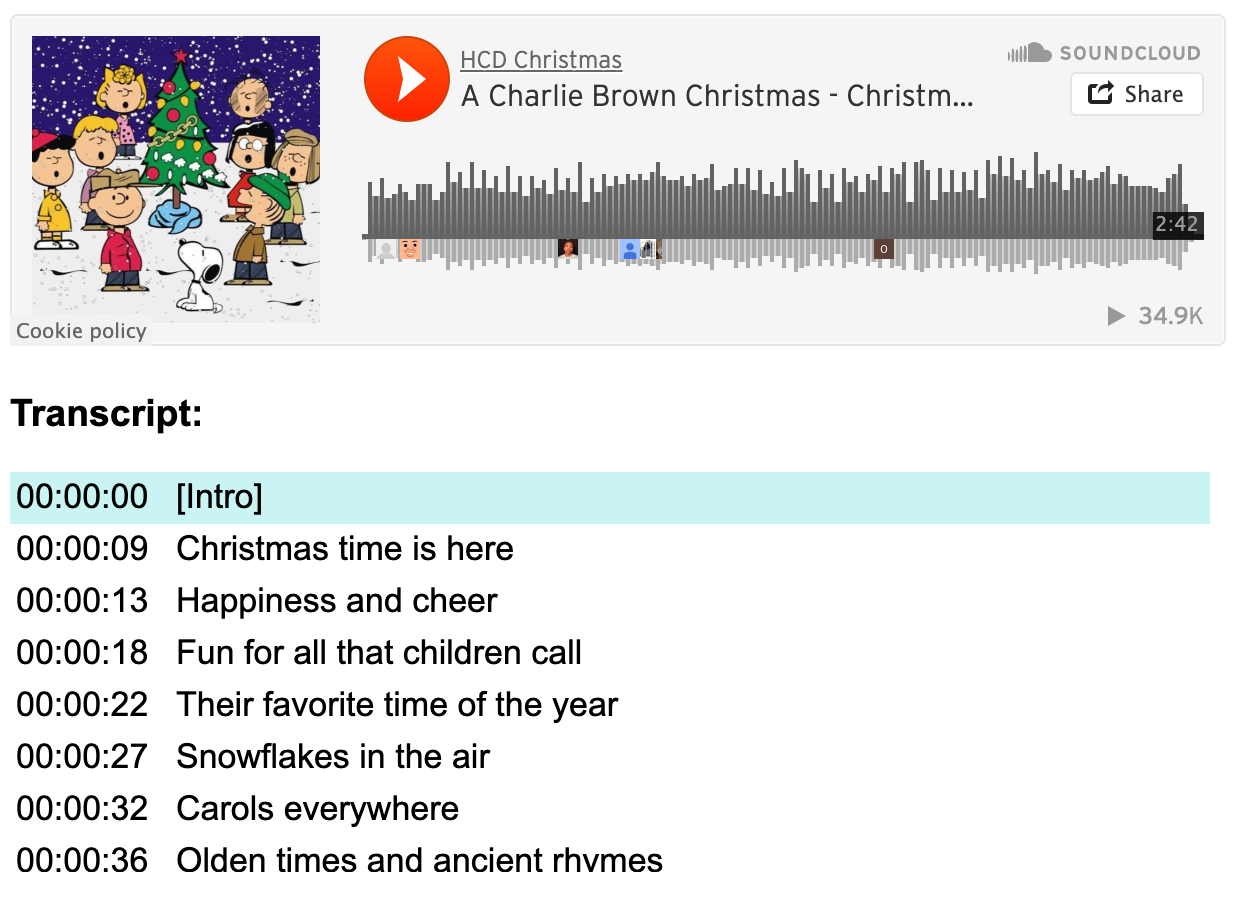 HCD Christmas
A Charlie Brown Christmas - Christm...
SOUNDCLOUD
Share
2:42
o
34.9K
Cookie policy
Transcript:
00:00:00 [Intro]
00:00:09 Christmas time is here
00:00:13 Happiness and cheer
00:00:18 Fun for all that children call
00:00:22 Their favorite time of the year
00:00:27 Snowflakes in the air
00:00:32 Carols everywhere
00:00:36 Olden times and ancient rhymes